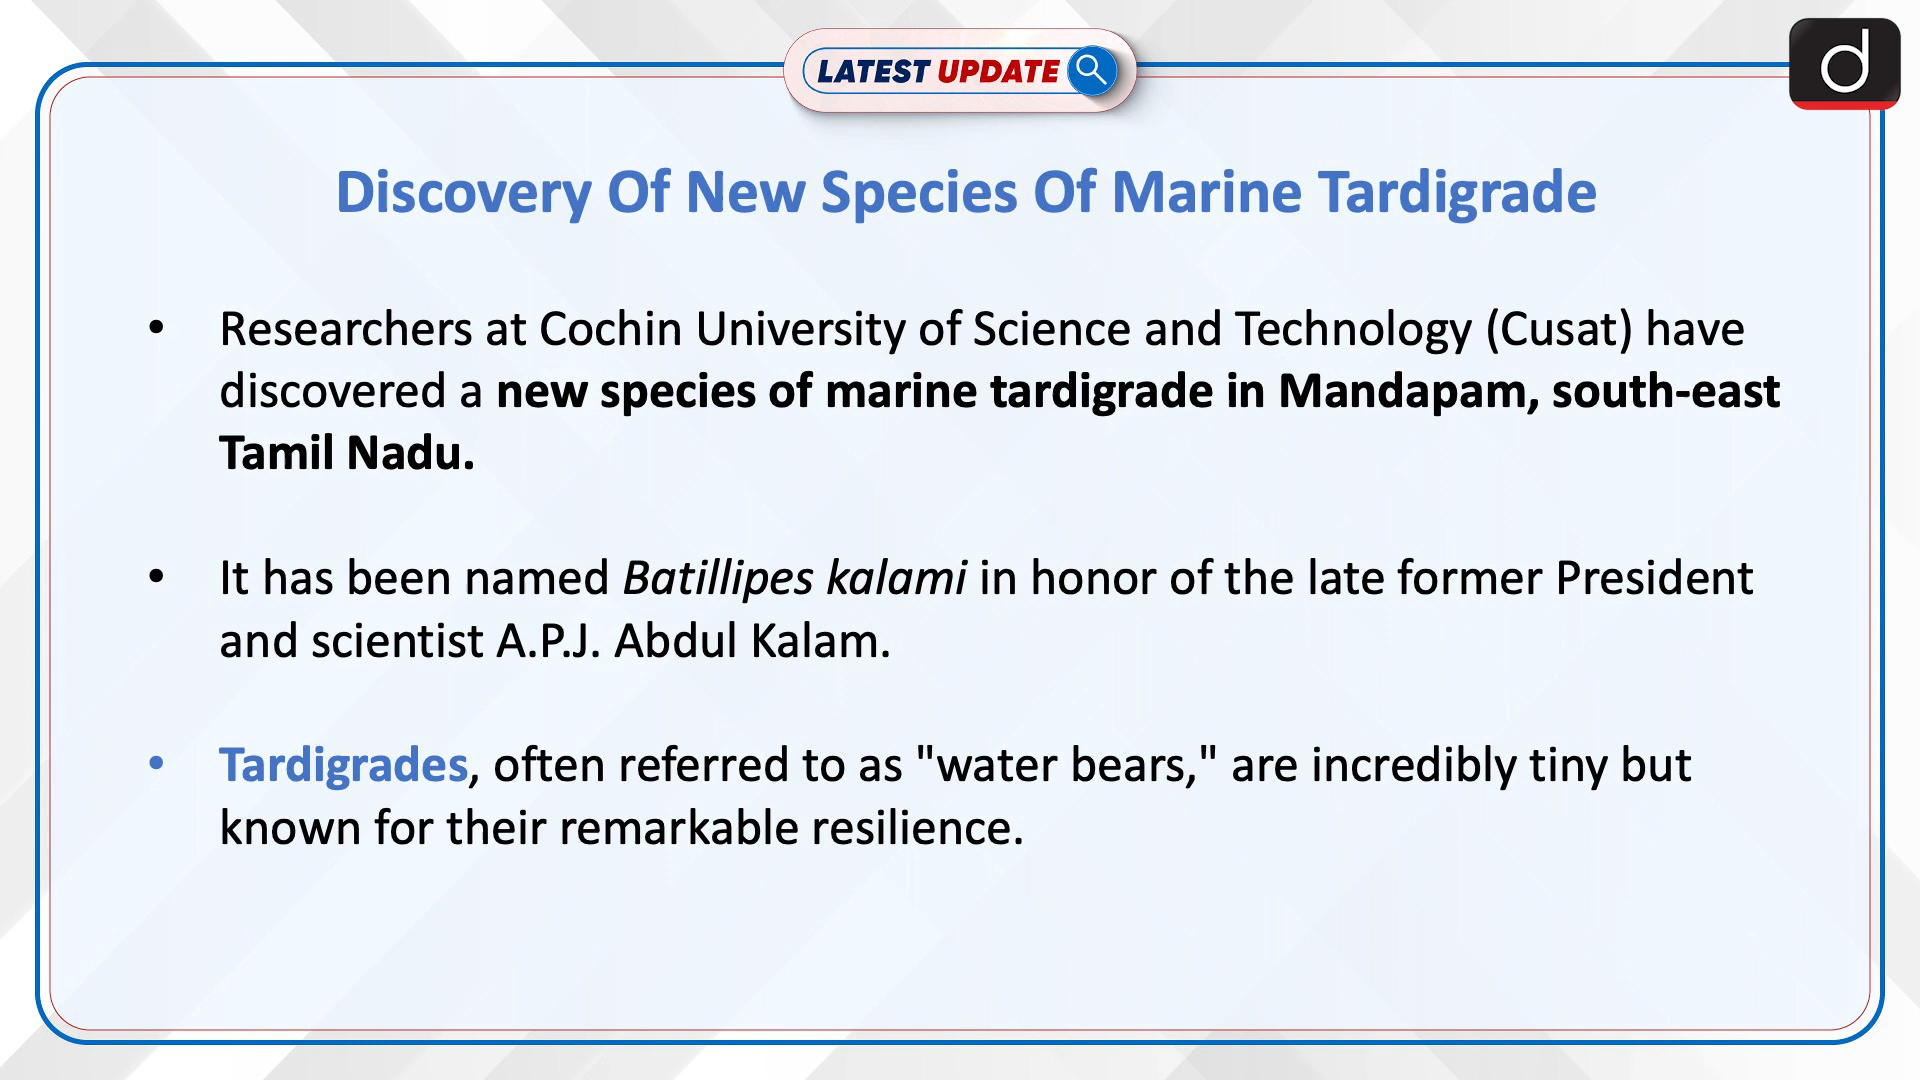 LATEST UPDATE
d
Discovery Of New Species Of Marine Tardigrade
• Researchers at Cochin University of Science and Technology (Cusat) have
discovered a new species of marine tardigrade in Mandapam, south-east
Tamil Nadu.
• It has been named Batillipes kalami in honor of the late former President
and scientist A.P.J. Abdul Kalam.
• Tardigrades, often referred to as "water bears," are incredibly tiny but
known for their remarkable resilience.